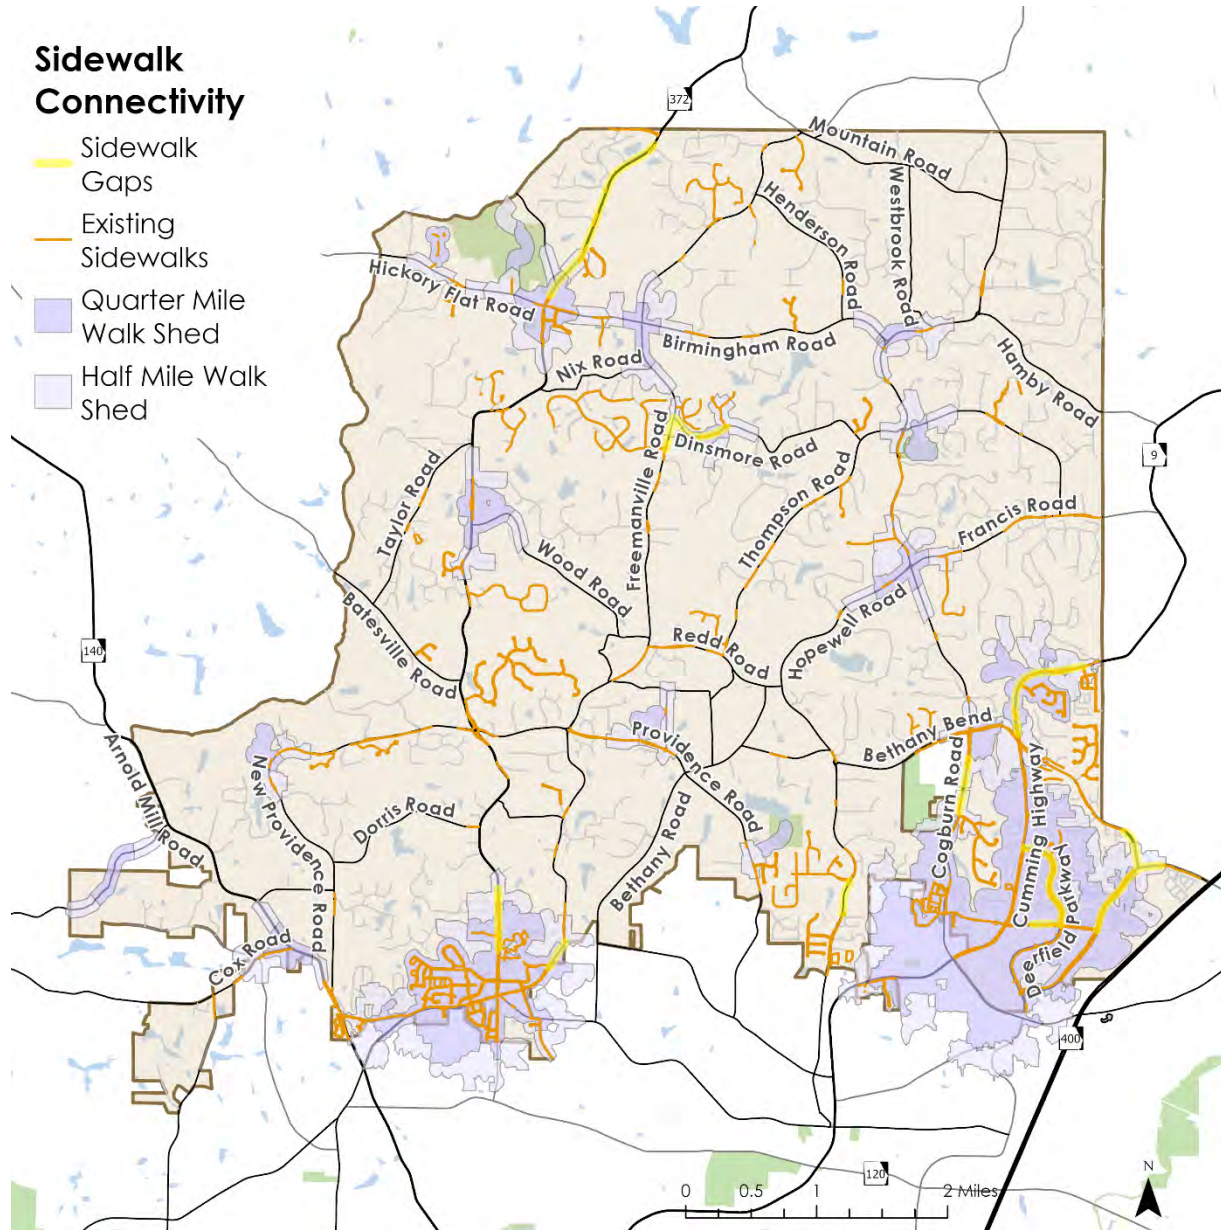 Sidewalk
Connectivity
Sidewalk
Gaps
Existing
Sidewalks
Quarter Mile
Walk Shed
Half Mile Walk
Shed
372
Mountain Road
Westbrook Road
Henderson Road
Hickory Flat Road
Birmingham Road
Nix Road
Hamby Road
Freemanville Road
Dinsmore Road
9
Taylor Road
Thompson Road
Francis Road
Wood Road
Batesville Road
Redd Road
Hopewell Road
140
Providence Road
Bethany Bend
Arnold Mill Road
New Providence Road
Dorris Road
Bethany Road
Cogburn Road
Cumming Highway
Deerfield Parkway
Cox Road
400
120
N
0 0.5 1 2 Miles